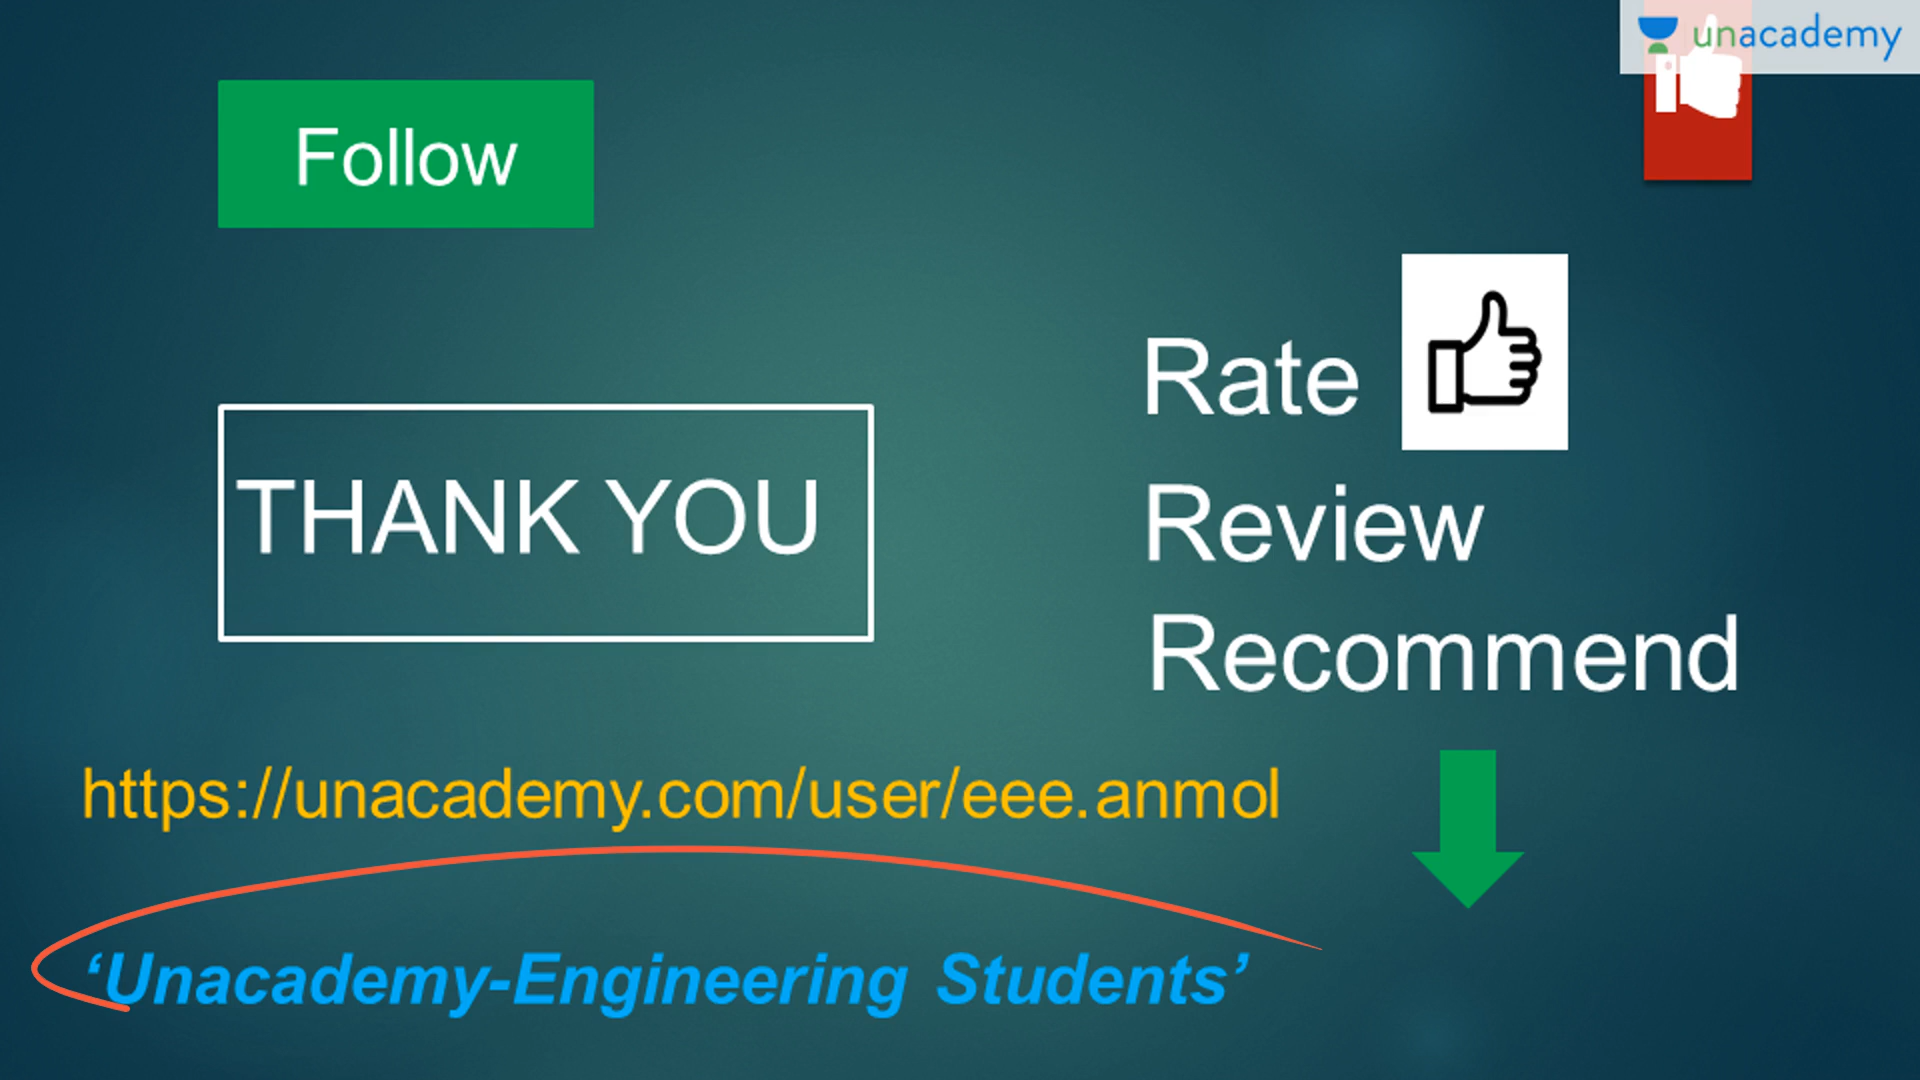 unacademy
Follow
Rate
THANK YOU
Review
Recommend
https://unacademy.com/user/eee.anmol
‘Unacademy-Engineering Students’